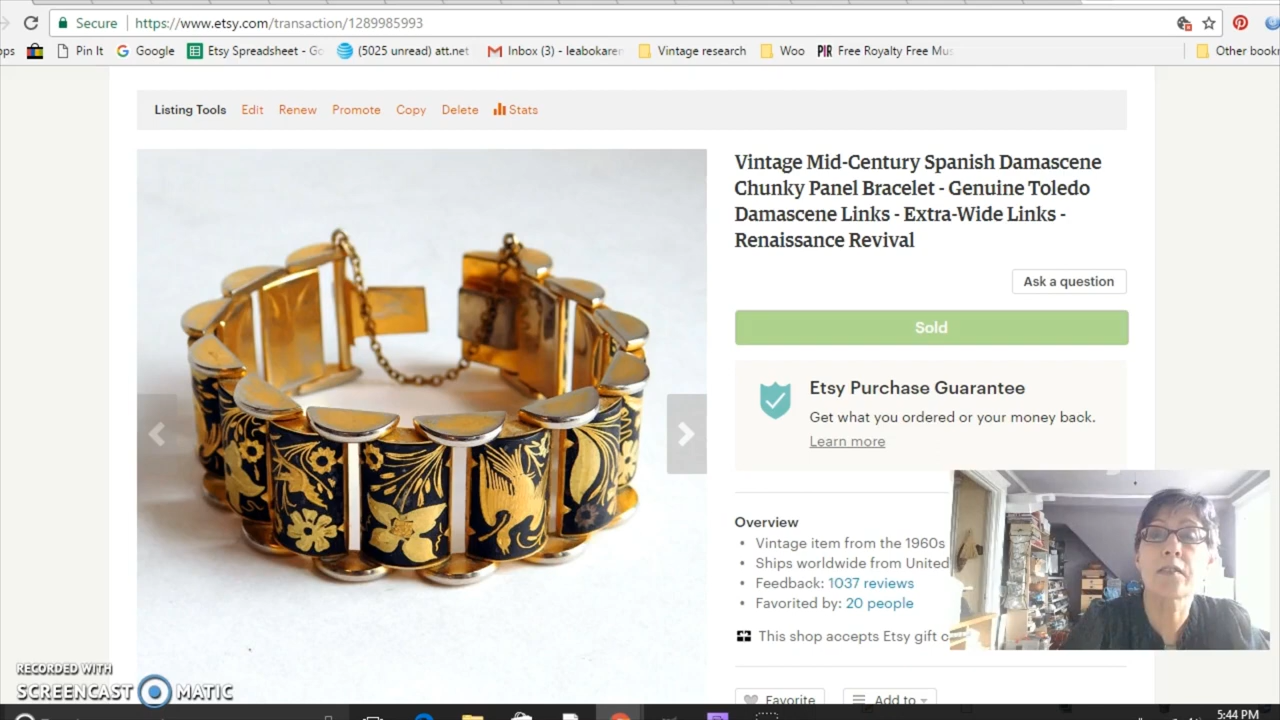 Secure https://www.etsy.com/transaction/1289985993
ops Pin It Google Etsy Spreadsheet - Go (5025 unread) att.net Inbox (3) - leabokaren Vintage research Woo PIR Free Royalty Free Mus Other book
Listing Tools Edit Renew Promote Copy Delete Stats
Vintage Mid-Century Spanish Damascene
Chunky Panel Bracelet - Genuine Toledo
Damascene Links - Extra-Wide Links -
Renaissance Revival
Ask a question
Sold
Etsy Purchase Guarantee
Get what you ordered or your money back.
Learn more
Overview
• Vintage item from the 1960s
• Ships worldwide from United
• Feedback: 1037 reviews
• Favorited by: 20 people
This shop accepts Etsy gift c
Favorite Add to
RECORDED WITH
SCREENCAST MATIC
5:44 PM